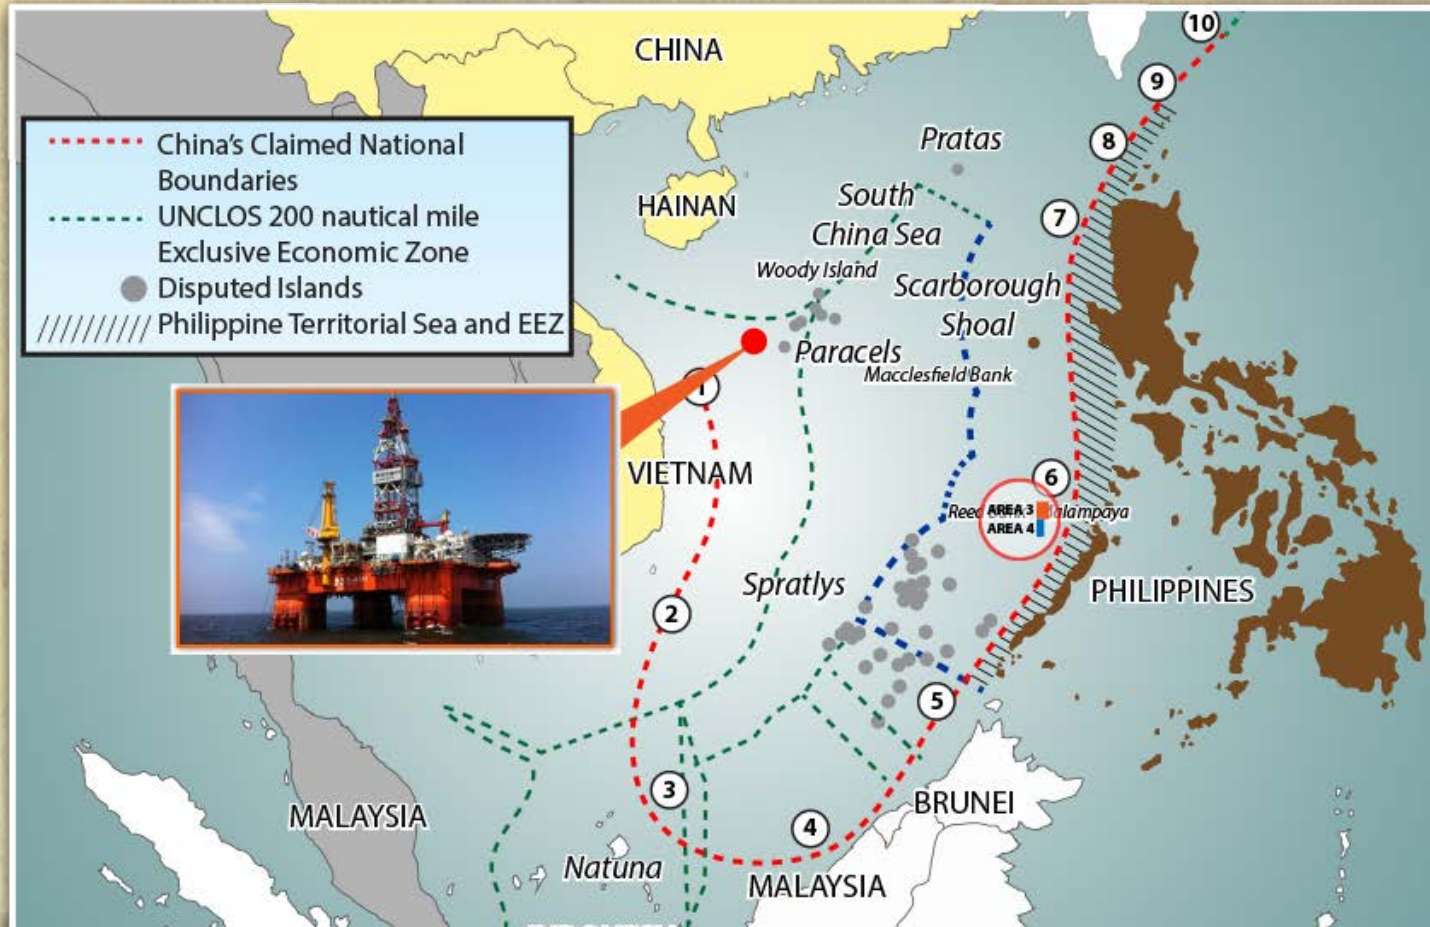 10
CHINA
9
China's Claimed National
Boundaries
UNCLOS 200 nautical mile
Exclusive Economic Zone
Disputed Islands
Philippine Territorial Sea and EEZ
8
Pratas
HAINAN
South
China Sea
7
Woody Island
Scarborough
Shoal
Paracels
Macclesfield Bank
1
VIETNAM
6
AREA 3
AREA 4
Spratlys
PHILIPPINES
2
5
3
MALAYSIA
BRUNEI
4
Natuna
MALAYSIA